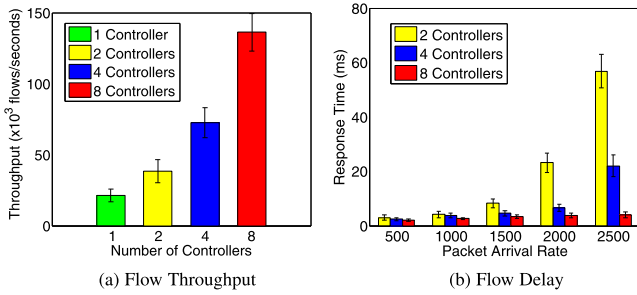 150
100
50
0
Throughput (x10³ flows/seconds)
1 Controller
2 Controllers
4 Controllers
8 Controllers
1 2 4 8
Number of Controllers
(a) Flow Throughput
80
60
40
20
0
Response Time (ms)
2 Controllers
4 Controllers
8 Controllers
500 1000 1500 2000 2500
Packet Arrival Rate
(b) Flow Delay